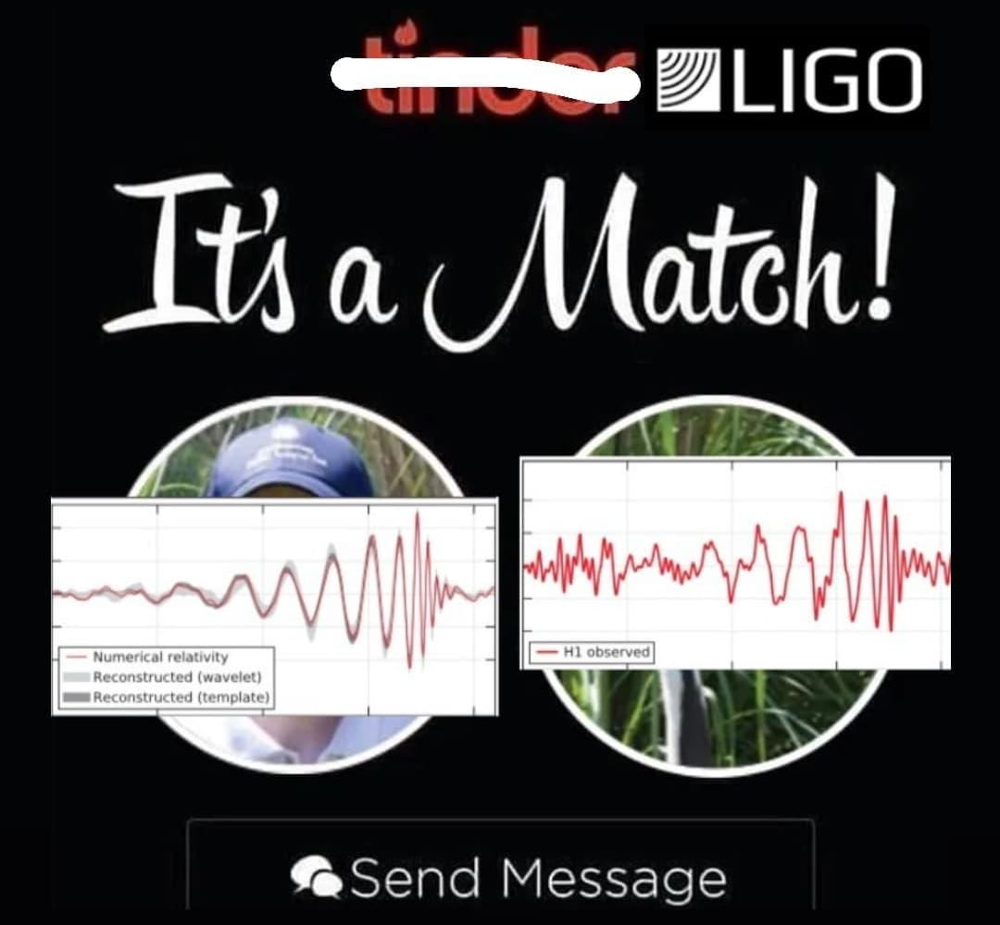 tinder LIGO
It's a Match!
Numerical relativity
Reconstructed (wavelet)
Reconstructed (template)
H1 observed
Send Message